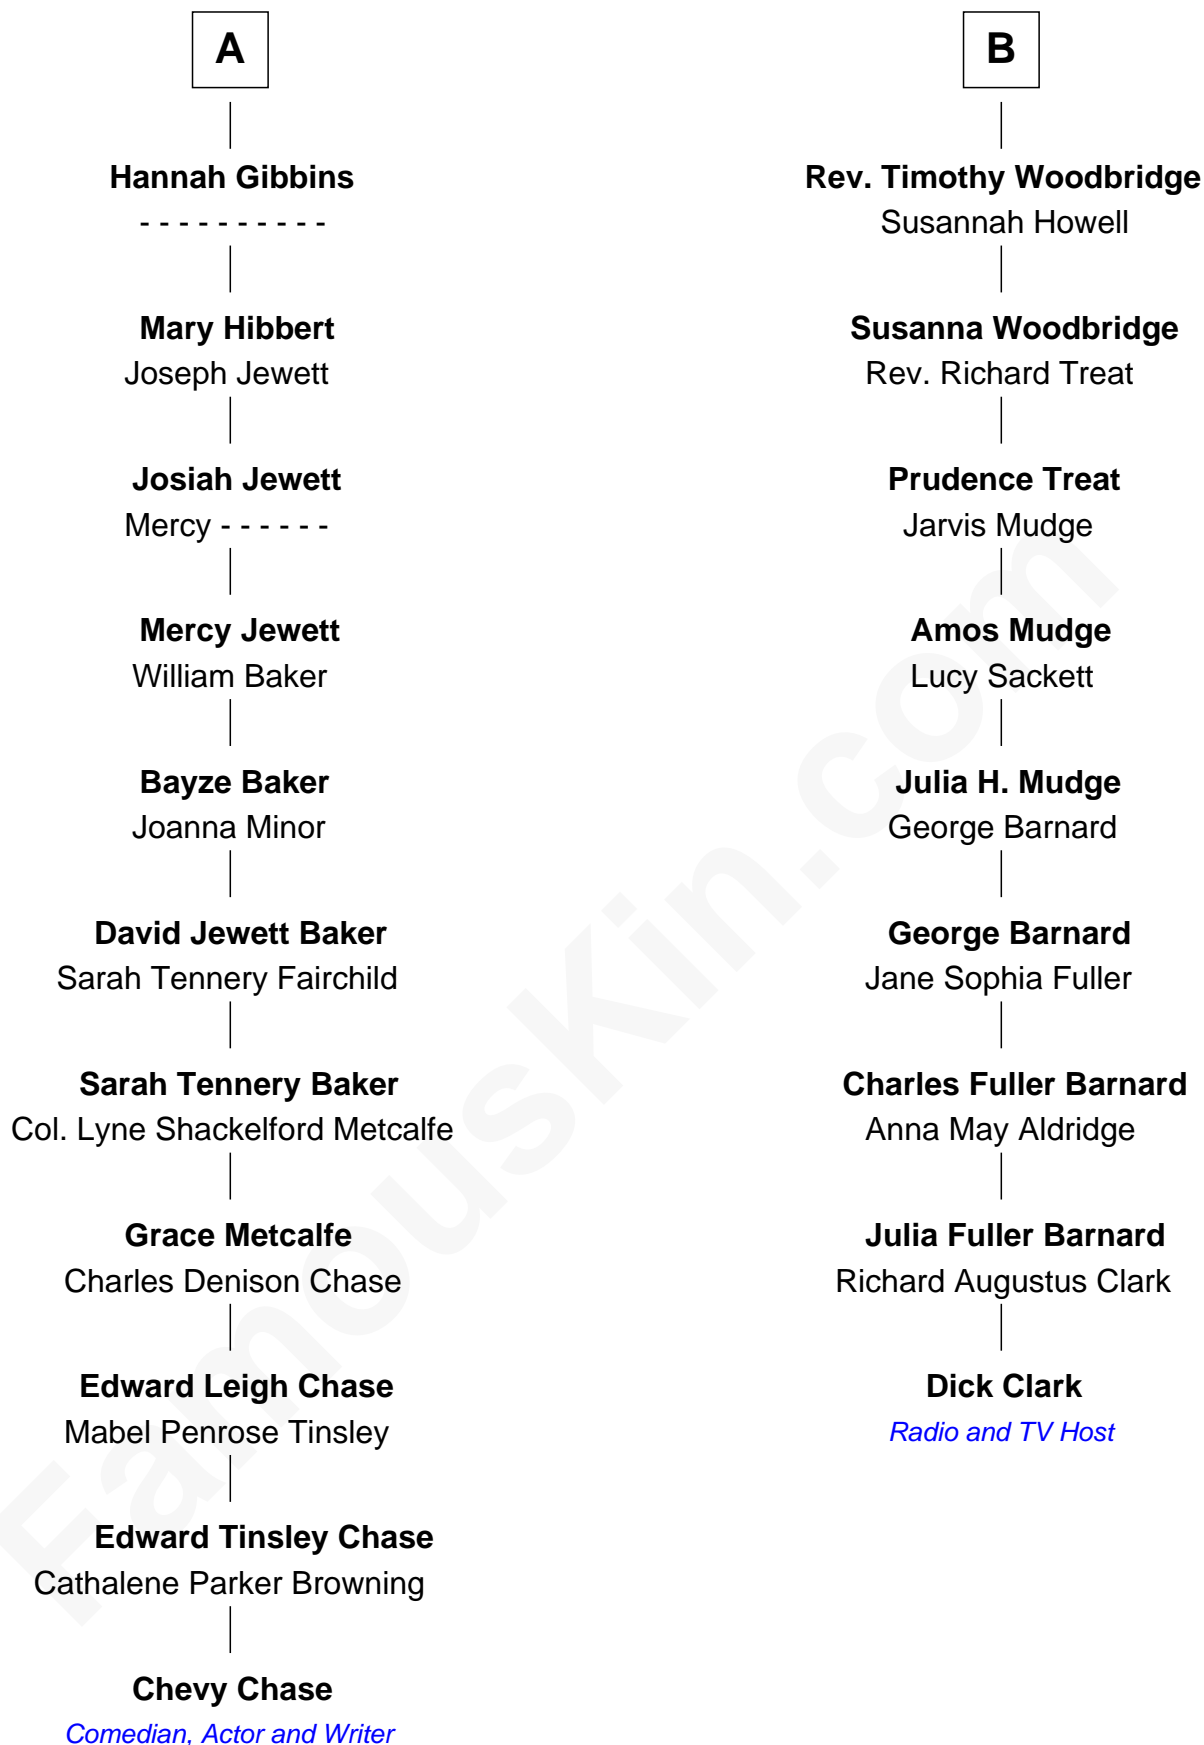 A
Hannah Gibbins
- - - - - - - - - -
Mary Hibbert
Joseph Jewett
Josiah Jewett
Mercy - - - - - -
Mercy Jewett
William Baker
Bayze Baker
Joanna Minor
David Jewett Baker
Sarah Tennery Fairchild
Sarah Tennery Baker
Col. Lyne Shackelford Metcalfe
Grace Metcalfe
Charles Denison Chase
Edward Leigh Chase
Mabel Penrose Tinsley
Edward Tinsley Chase
Cathalene Parker Browning
Chevy Chase
Comedian, Actor and Writer
B
Rev. Timothy Woodbridge
Susannah Howell
Susanna Woodbridge
Rev. Richard Treat
Prudence Treat
Jarvis Mudge
Amos Mudge
Lucy Sackett
Julia H. Mudge
George Barnard
George Barnard
Jane Sophia Fuller
Charles Fuller Barnard
Anna May Aldridge
Julia Fuller Barnard
Richard Augustus Clark
Dick Clark
Radio and TV Host
FamousKin.com